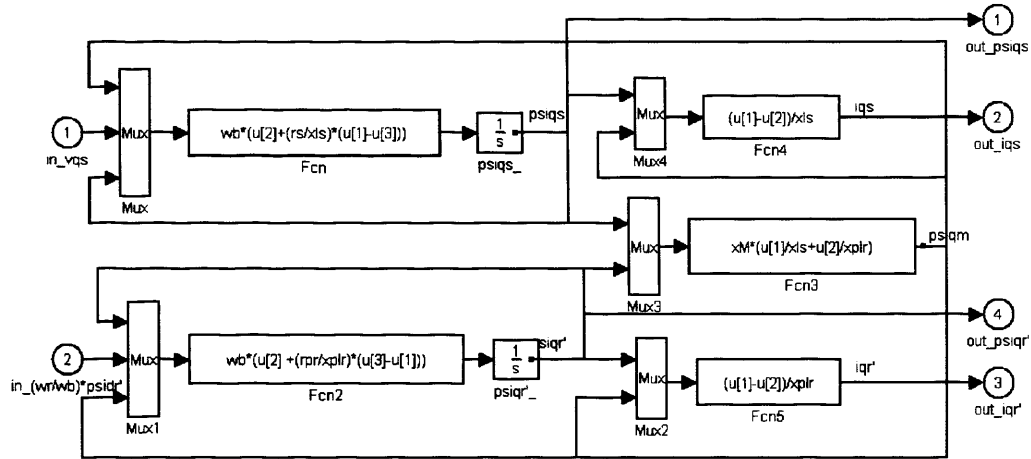 1
out_psiqs
Mux
wb*(u[2]+(rs/xls)*(u[1]-u[3]))
Fcn
1
s
psiqs
psiqs_
Mux
Mux4
(u[1]-u[2])/xls
Fcn4
iqs
2
out_iqs
1
in_vqs
Mux
Mux
Mux3
xM*(u[1]/xls+u[2]/xplr)
Fcn3
psiqm
4
out_psiqr'
2
in_(wr/wb)*psidr'
Mux
Mux1
wb*(u[2] +(rpr/xplr)*(u[3]-u[1]))
Fcn2
1
s
psiqr'_
siqr'
Mux
Mux2
(u[1]-u[2])/xplr
Fcn5
iqr'
3
out_iqr'